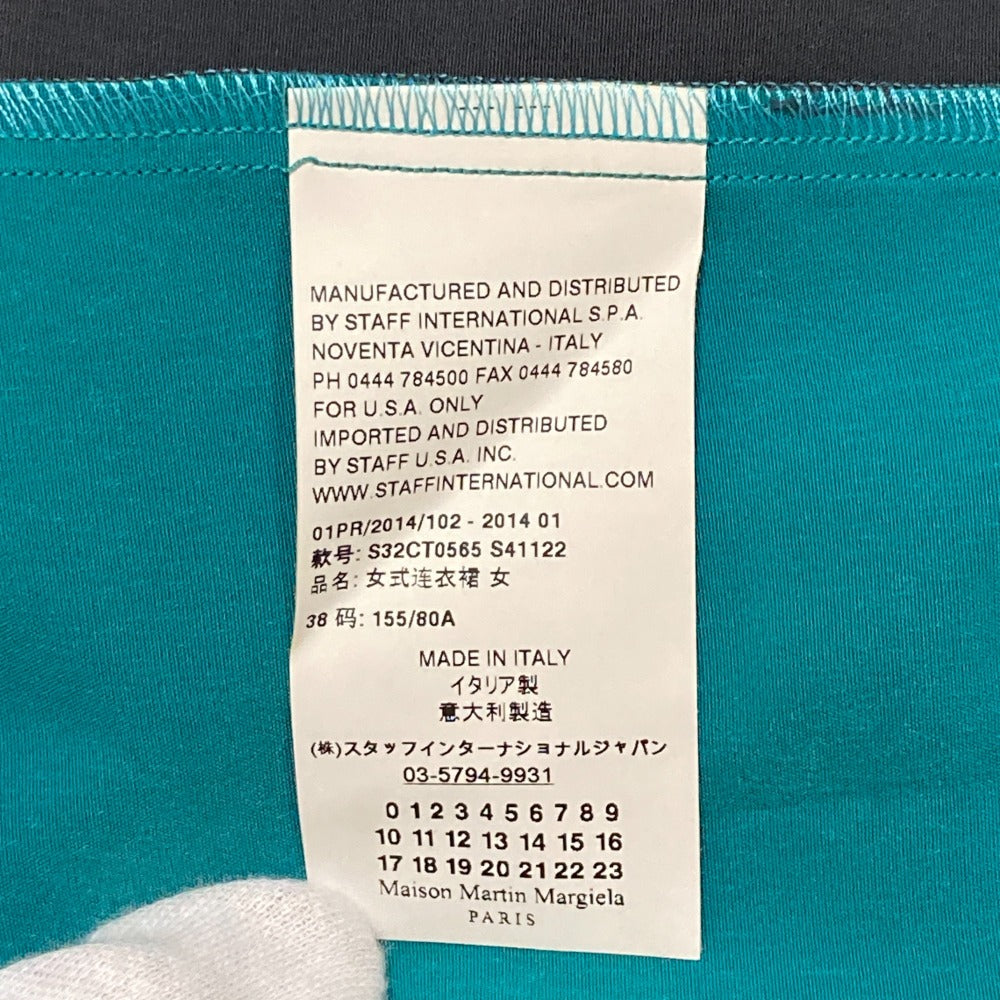 MANUFACTURED AND DISTRIBUTED
BY STAFF INTERNATIONAL S.P.A.
NOVENTA VICENTINA - ITALY
PH 0444 784500 FAX 0444 784580
FOR U.S.A. ONLY
IMPORTED AND DISTRIBUTED
BY STAFF U.S.A. INC.
WWW.STAFFINTERNATIONAL.COM
01PR/2014/102 - 2014 01
款号: S32CT0565 S41122
品名: 女式连衣裙 女
38 码: 155/80A
MADE IN ITALY
イタリア製
意大利製造
(株)スタッフインターナショナルジャパン
03-5794-9931
0 1 2 3 4 5 6 7 8 9
10 11 12 13 14 15 16
17 18 19 20 21 22 23
Maison Martin Margiela
PARIS